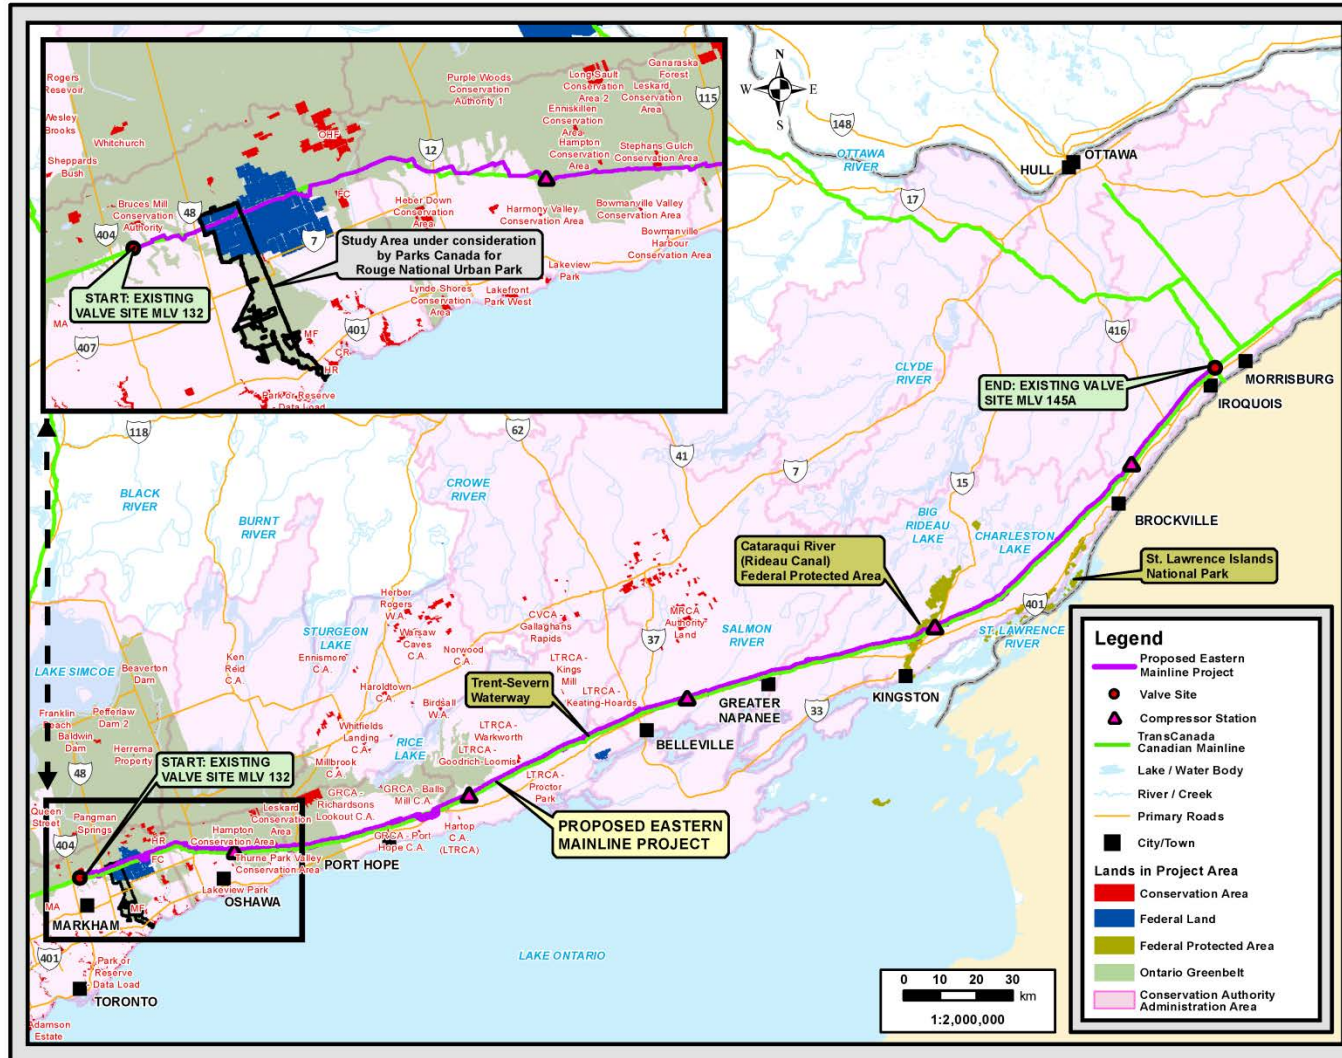 Rogers
Resevoir
Wesley
Brooks
Whitchurch
Sheppards
Bush
Bruces Mill
Conservation
Authority
Purple Woods
Conservation
Authority 1
Long Sault
Conservation
Area 2
Enniskillen
Conservation
Area
Hampton
Conservation
Area
Ganaraska
Forest
Leskard
Conservation
Area
Stephans Gulch
Conservation Area
OHF
FC
Heber Down
Conservation
Area
Harmony Valley
Conservation Area
Bowmanville Valley
Conservation Area
Bowmanville
Harbour
Conservation Area
Lakeview
Park
Lynde Shores
Conservation
Area
Lakefront
Park West
MA
MF
CR
HR
Park or Reserve
- Data Load
404
48
7
12
115
407
401
Study Area under consideration
by Parks Canada for
Rouge National Urban Park
START: EXISTING
VALVE SITE MLV 132
N
W E
S
148
OTTAWA
RIVER
HULL
OTTAWA
17
416
CLYDE
RIVER
END: EXISTING VALVE
SITE MLV 145A
MORRISBURG
IROQUOIS
118
62
41
7
15
BLACK
RIVER
BURNT
RIVER
CROWE
RIVER
BIG
RIDEAU
LAKE
CHARLESTON
LAKE
BROCKVILLE
Cataraqui River
(Rideau Canal)
Federal Protected Area
St. Lawrence Islands
National Park
401
ST. LAWRENCE
RIVER
Herber
Rogers
W.A.
Warsaw
Caves
C.A.
CVCA -
Gallaghans
Rapids
MRCA
Authority
Land
SALMON
RIVER
37
STURGEON
LAKE
Ennismore
C.A.
Norwood
C.A.
Ken
Reid
C.A.
LAKE SIMCOE
Beaverton
Dam
Haroldtown
C.A.
Birdsall
W.A.
LTRCA -
Kings
Mill
LTRCA -
Keating-Hoards
Trent-Severn
Waterway
Franklin
Beach
Baldwin
Dam
Pefferlaw
Dam 2
Herrema
Property
Whitfields
Landing
C.A.
RICE
LAKE
Millbrook
C.A.
LTRCA -
Warkworth
LTRCA -
Goodrich-Loomis
GREATER
NAPANEE
KINGSTON
33
BELLEVILLE
START: EXISTING
VALVE SITE MLV 132
48
Queen
Street
Pangman
Springs
404
Leskard
Conservation
Area
Hampton
Conservation Area
HR
FC
Thurne Park Valley
Conservation Area
Lakeview Park
GRCA -
Richardsons
Lookout C.A.
GRCA - Balls
Mill C.A.
GRCA - Port
Hope C.A.
Hartop
C.A.
(LTRCA)
LTRCA -
Proctor
Park
PROPOSED EASTERN
MAINLINE PROJECT
PORT HOPE
OSHAWA
MA
MF
MARKHAM
401
Park or
Reserve
- Data Load
TORONTO
Adamson
Estate
LAKE ONTARIO
0 10 20 30
km
1:2,000,000
Legend
Proposed Eastern
Mainline Project
Valve Site
Compressor Station
TransCanada
Canadian Mainline
Lake / Water Body
River / Creek
Primary Roads
City/Town
Lands in Project Area
Conservation Area
Federal Land
Federal Protected Area
Ontario Greenbelt
Conservation Authority
Administration Area